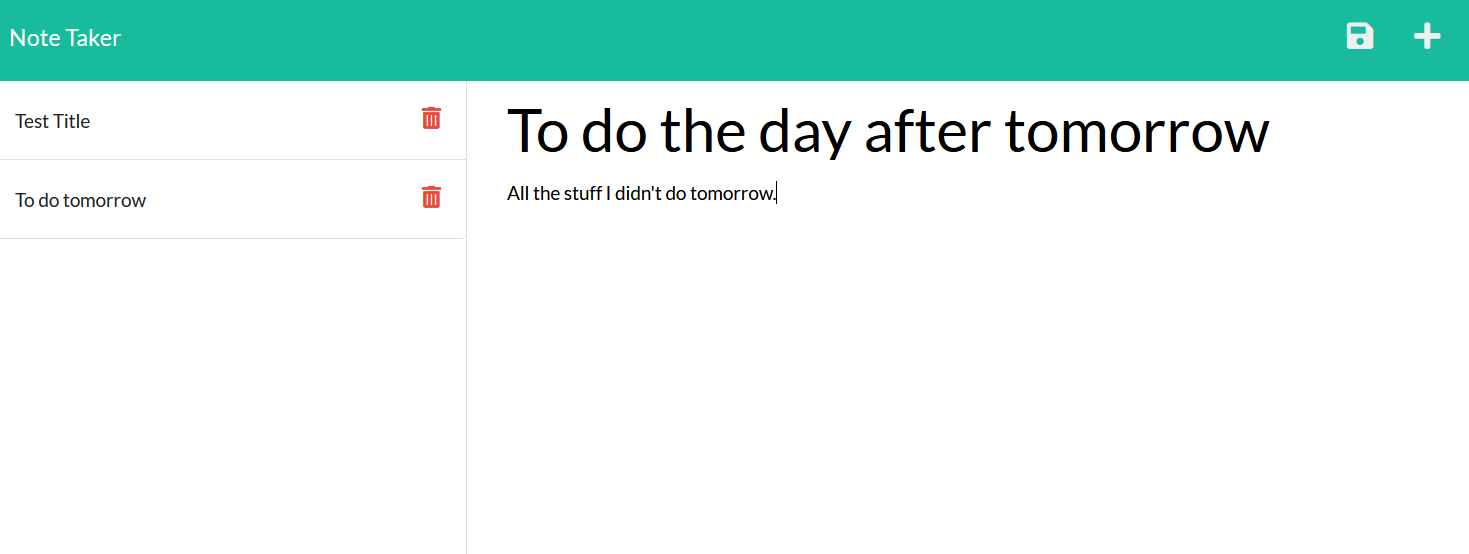 Note Taker
Test Title
To do tomorrow
To do the day after tomorrow
All the stuff I didn't do tomorrow.